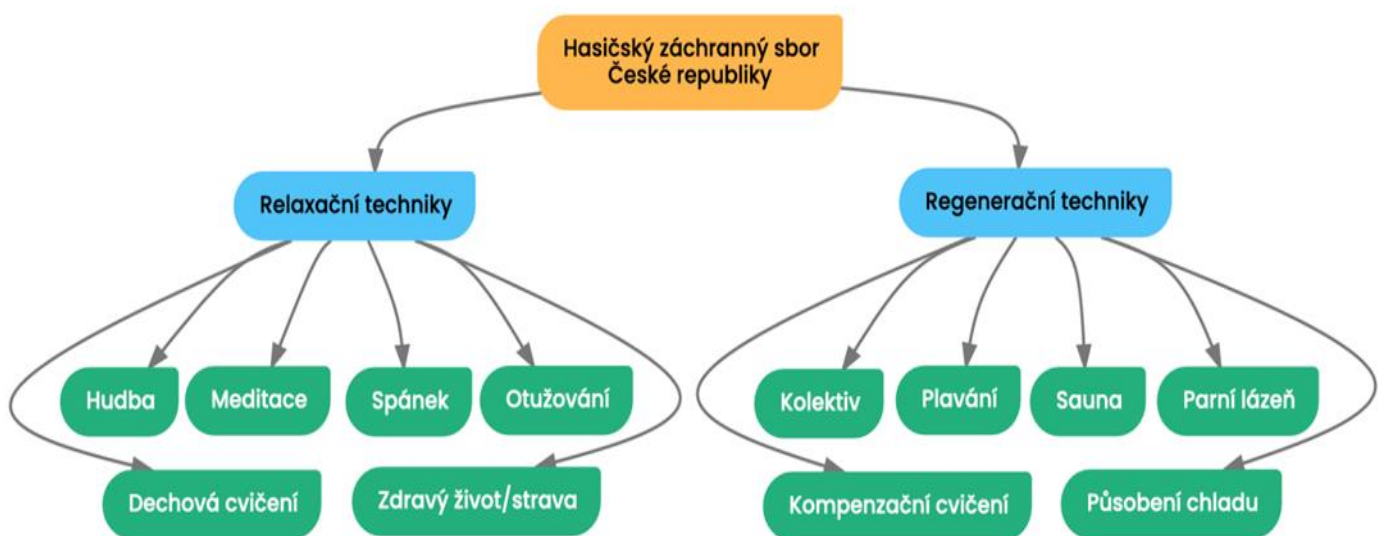 Hasičský záchranný sbor
České republiky
Relaxační techniky
Regenerační techniky
Hudba
Meditace
Spánek
Otužování
Kolektiv
Plavání
Sauna
Parní lázeň
Dechová cvičení
Zdravý život/strava
Kompenzační cvičení
Působení chladu